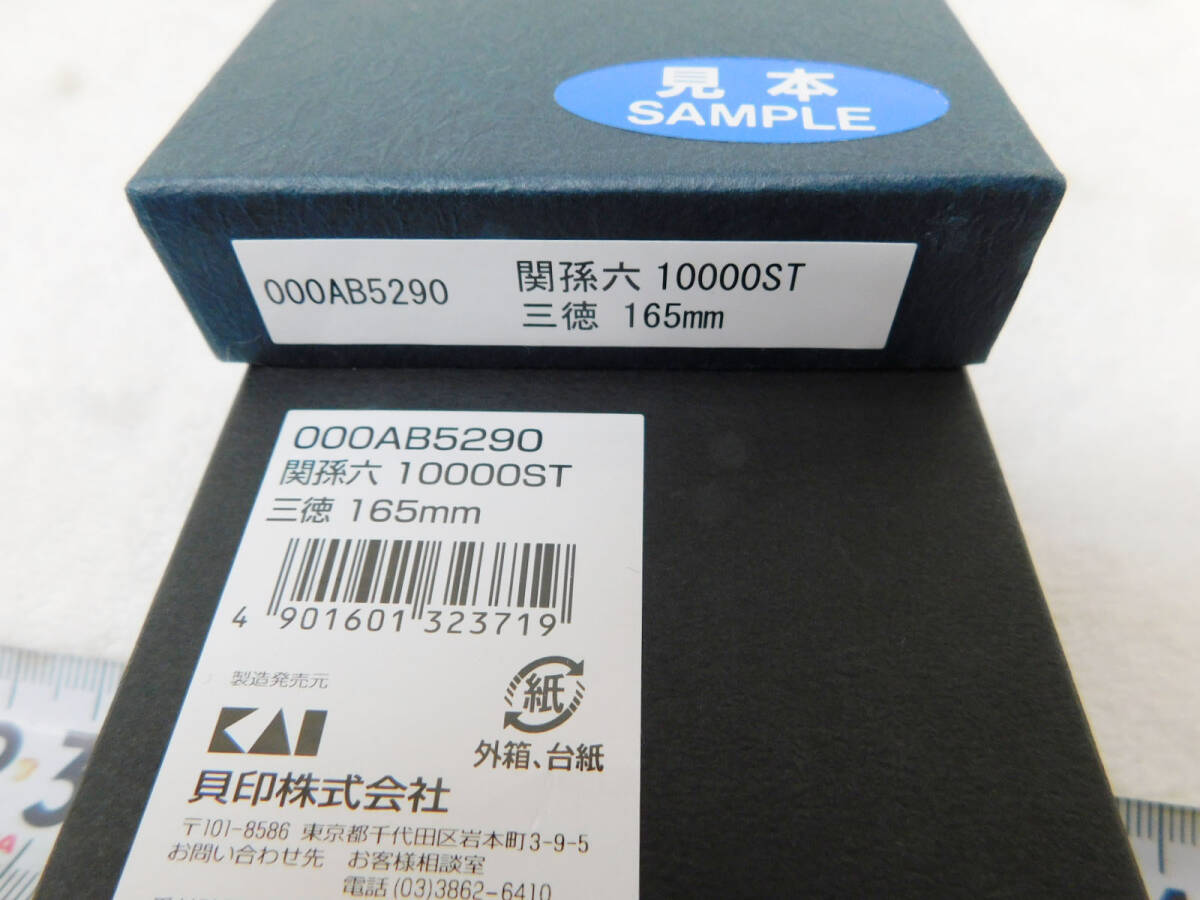 見本
SAMPLE
000AB5290
関孫六 10000ST
三徳 165mm
000AB5290
関孫六 10000ST
三徳 165mm
4 901601 323719
製造発売元
紙
KAI
外箱、台紙
貝印株式会社
〒101-8586 東京都千代田区岩本町3-9-5
お問い合わせ先 お客様相談室
電話(03)3862-6410
3
4